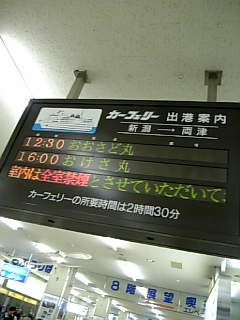 カーフェリー 出港案内
新潟 → 両津
12:30 おおさど丸
16:00 おけさ丸
室内は全室禁煙とさせていただいて
カーフェリーの所要時間は2時間30分
8階展望